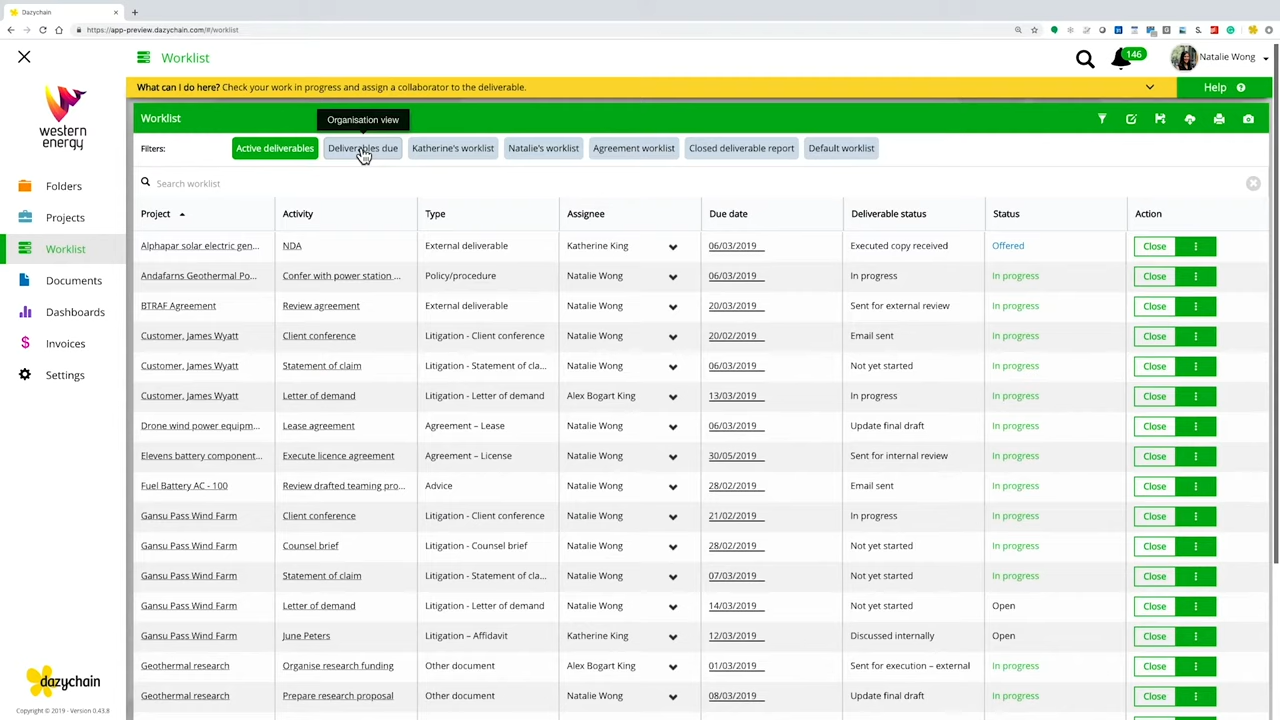 Dazychain
https://app-preview.dazychain.com/#/worklist
Worklist
146
Natalie Wong
western
energy
What can I do here? Check your work in progress and assign a collaborator to the deliverable.
Help
Worklist
Organisation view
Filters:
Active deliverables
Deliverables due
Katherine's worklist
Natalie's worklist
Agreement worklist
Closed deliverable report
Default worklist
Search worklist
Folders
Projects
Worklist
Documents
Dashboards
Invoices
Settings
Project Activity Type Assignee Due date Deliverable status Status Action
Alphapar solar electric gen... NDA External deliverable Katherine King 06/03/2019 Executed copy received Offered Close
Andafarns Geothermal Po... Confer with power station ... Policy/procedure Natalie Wong 06/03/2019 In progress In progress Close
BTRAF Agreement Review agreement External deliverable Natalie Wong 20/03/2019 Sent for external review In progress Close
Customer, James Wyatt Client conference Litigation - Client conference Natalie Wong 20/02/2019 Email sent In progress Close
Customer, James Wyatt Statement of claim Litigation - Statement of cla... Natalie Wong 06/03/2019 Not yet started In progress Close
Customer, James Wyatt Letter of demand Litigation - Letter of demand Alex Bogart King 13/03/2019 In progress In progress Close
Drone wind power equipm... Lease agreement Agreement – Lease Natalie Wong 06/03/2019 Update final draft In progress Close
Elevens battery component... Execute licence agreement Agreement – License Natalie Wong 30/05/2019 Sent for internal review In progress Close
Fuel Battery AC - 100 Review drafted teaming pro... Advice Natalie Wong 28/02/2019 Email sent In progress Close
Gansu Pass Wind Farm Client conference Litigation - Client conference Natalie Wong 21/02/2019 In progress In progress Close
Gansu Pass Wind Farm Counsel brief Litigation - Counsel brief Natalie Wong 28/02/2019 Not yet started In progress Close
Gansu Pass Wind Farm Statement of claim Litigation - Statement of cla... Natalie Wong 07/03/2019 Not yet started In progress Close
Gansu Pass Wind Farm Letter of demand Litigation - Letter of demand Natalie Wong 14/03/2019 Not yet started Open Close
Gansu Pass Wind Farm June Peters Litigation – Affidavit Katherine King 12/03/2019 Discussed internally Open Close
Geothermal research Organise research funding Other document Alex Bogart King 01/03/2019 Sent for execution – external In progress Close
Geothermal research Prepare research proposal Other document Natalie Wong 08/03/2019 Update final draft In progress Close
dazychain
Copyright © 2019 - Version 0.43.8